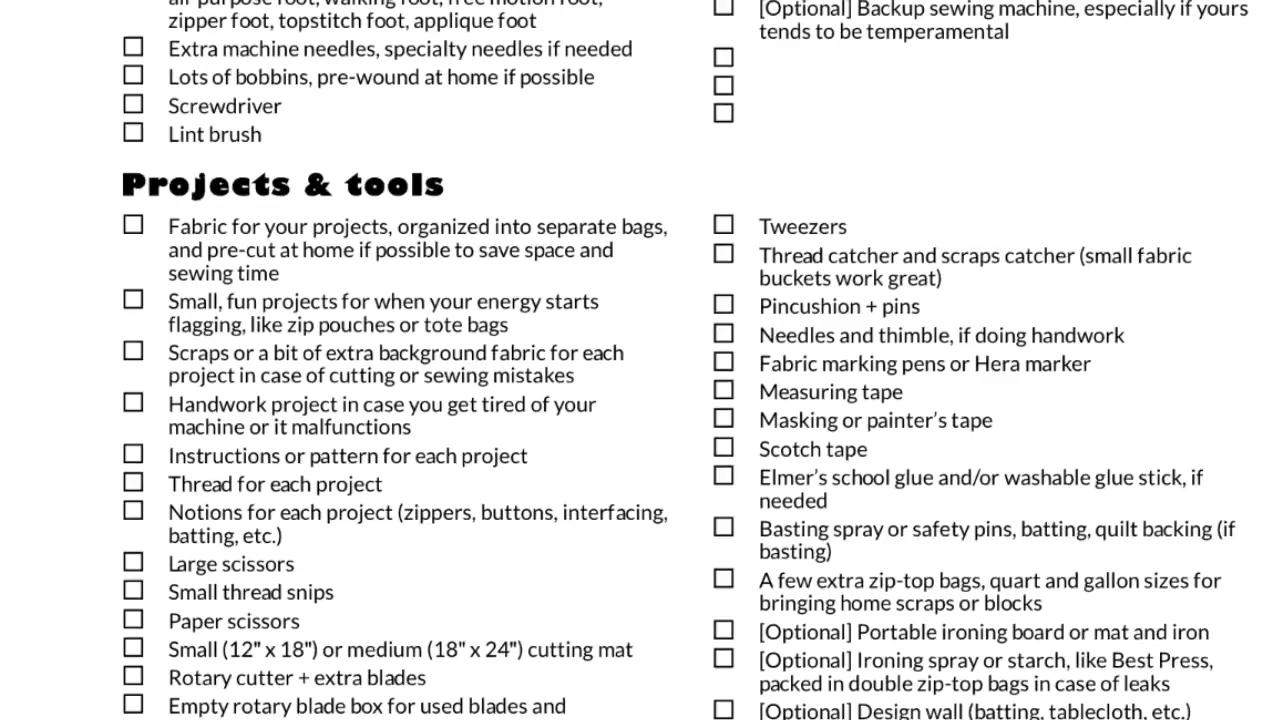 all-purpose foot, walking foot, free motion foot,
zipper foot, topstitch foot, applique foot
Extra machine needles, specialty needles if needed
Lots of bobbins, pre-wound at home if possible
Screwdriver
Lint brush
[Optional] Backup sewing machine, especially if yours
tends to be temperamental
Projects & tools
Fabric for your projects, organized into separate bags,
and pre-cut at home if possible to save space and
sewing time
Small, fun projects for when your energy starts
flagging, like zip pouches or tote bags
Scraps or a bit of extra background fabric for each
project in case of cutting or sewing mistakes
Handwork project in case you get tired of your
machine or it malfunctions
Instructions or pattern for each project
Thread for each project
Notions for each project (zippers, buttons, interfacing,
batting, etc.)
Large scissors
Small thread snips
Paper scissors
Small (12" x 18") or medium (18" x 24") cutting mat
Rotary cutter + extra blades
Empty rotary blade box for used blades and
Tweezers
Thread catcher and scraps catcher (small fabric
buckets work great)
Pincushion + pins
Needles and thimble, if doing handwork
Fabric marking pens or Hera marker
Measuring tape
Masking or painter’s tape
Scotch tape
Elmer’s school glue and/or washable glue stick, if
needed
Basting spray or safety pins, batting, quilt backing (if
basting)
A few extra zip-top bags, quart and gallon sizes for
bringing home scraps or blocks
[Optional] Portable ironing board or mat and iron
[Optional] Ironing spray or starch, like Best Press,
packed in double zip-top bags in case of leaks
[Optional] Design wall (batting, tablecloth, etc.)